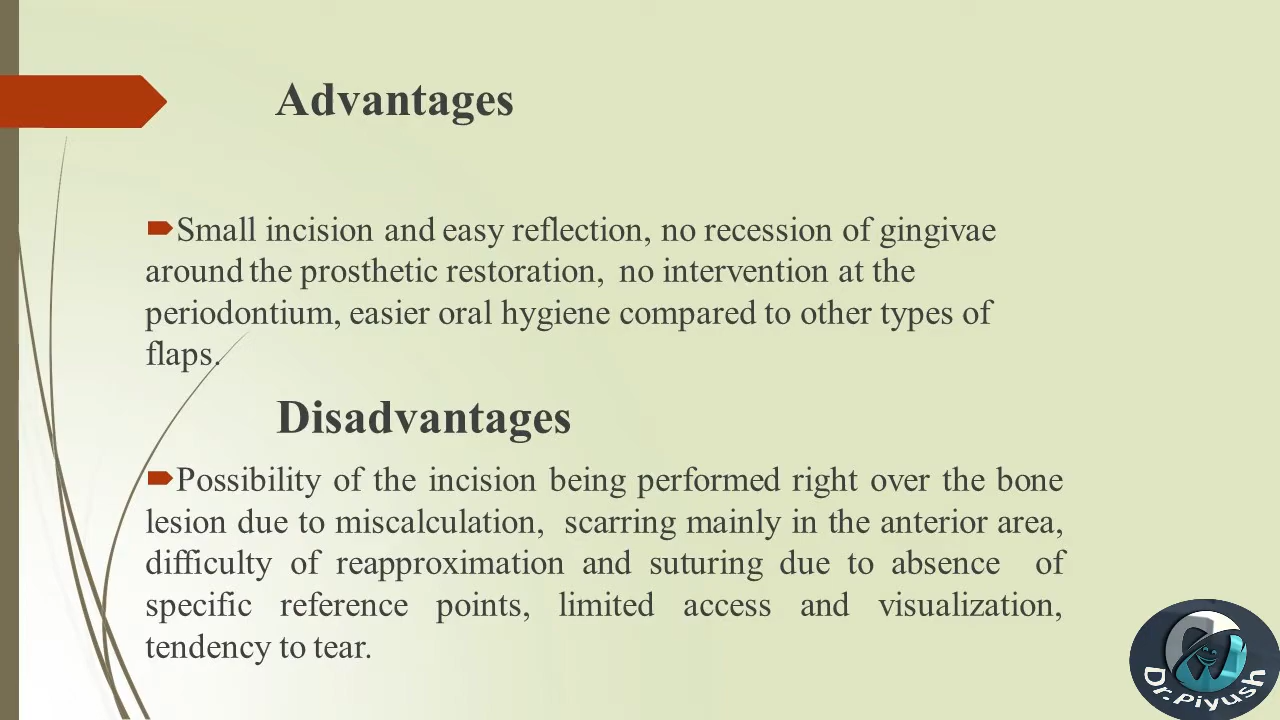 Advantages
Small incision and easy reflection, no recession of gingivae
around the prosthetic restoration, no intervention at the
periodontium, easier oral hygiene compared to other types of
flaps.
Disadvantages
Possibility of the incision being performed right over the bone
lesion due to miscalculation, scarring mainly in the anterior area,
difficulty of reapproximation and suturing due to absence of
specific reference points, limited access and visualization,
tendency to tear.
Dr.Piyush